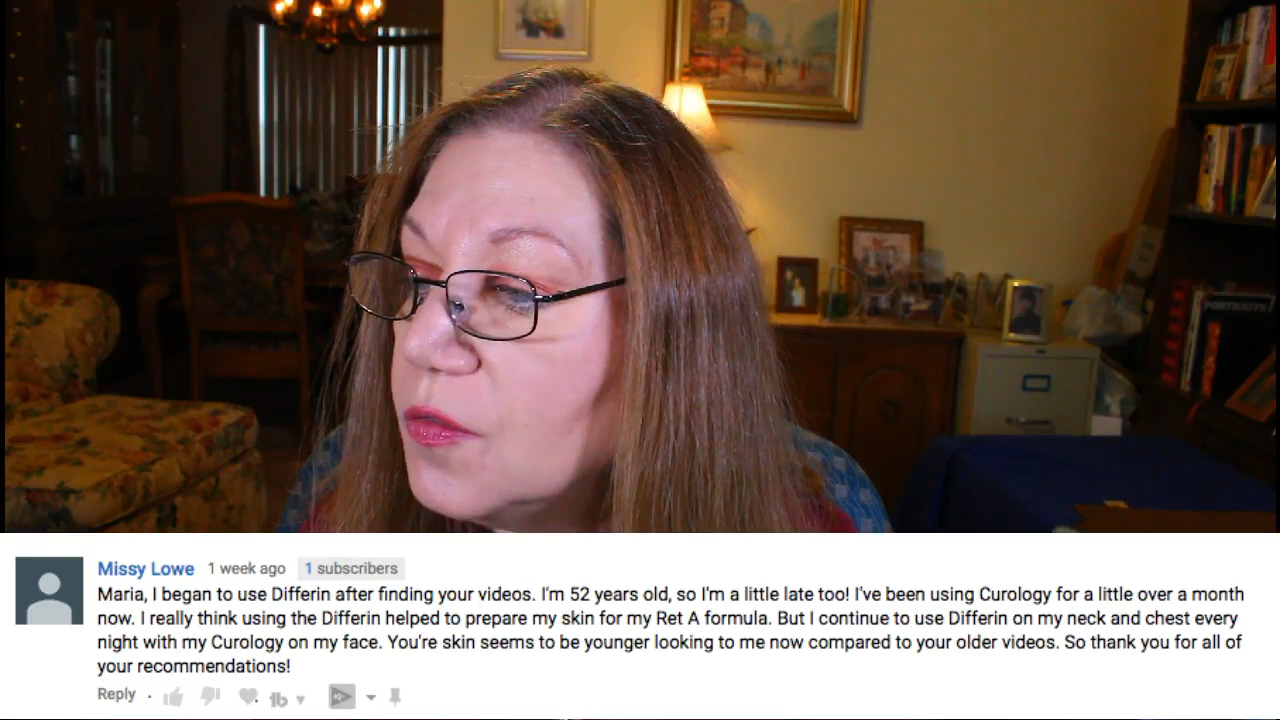 PORTRAITS
Missy Lowe 1 week ago 1 subscribers
Maria, I began to use Differin after finding your videos. I'm 52 years old, so I'm a little late too! I've been using Curology for a little over a month
now. I really think using the Differin helped to prepare my skin for my Ret A formula. But I continue to use Differin on my neck and chest every
night with my Curology on my face. You're skin seems to be younger looking to me now compared to your older videos. So thank you for all of
your recommendations!
Reply